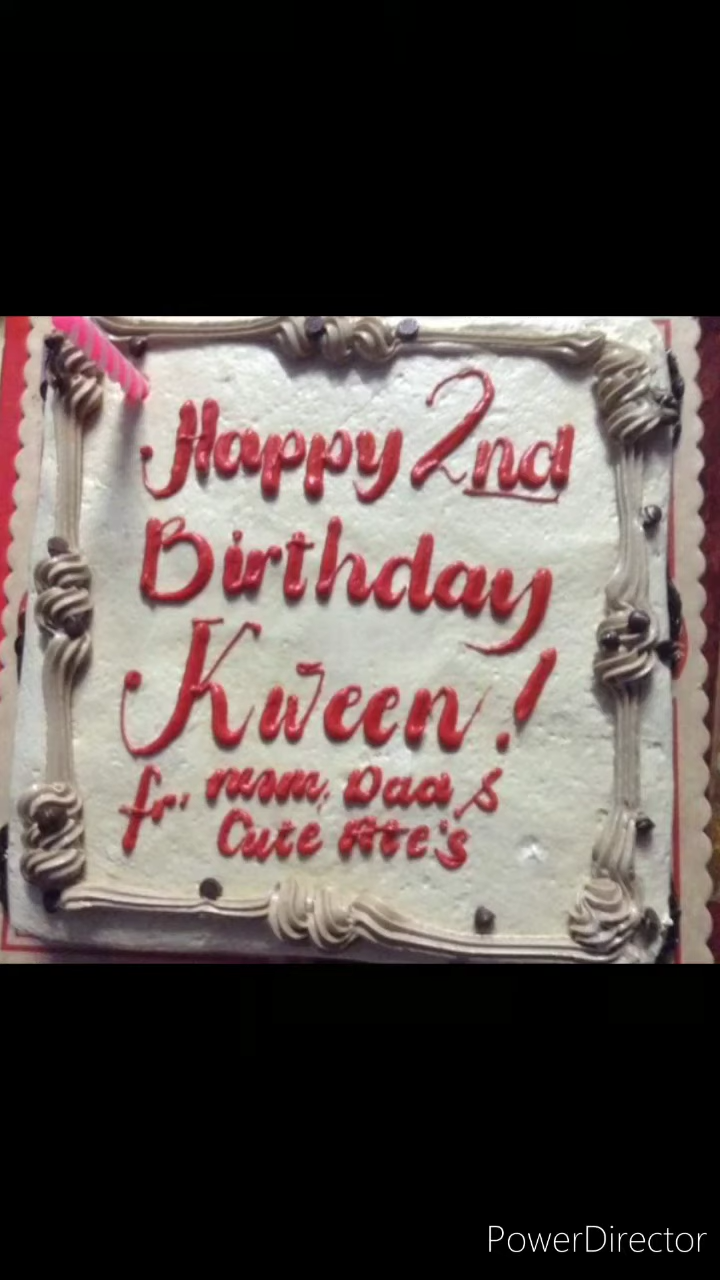 Happy 2nd
Birthday
Kween!
fr. mom, Dad &
Cute Ate's
PowerDirector